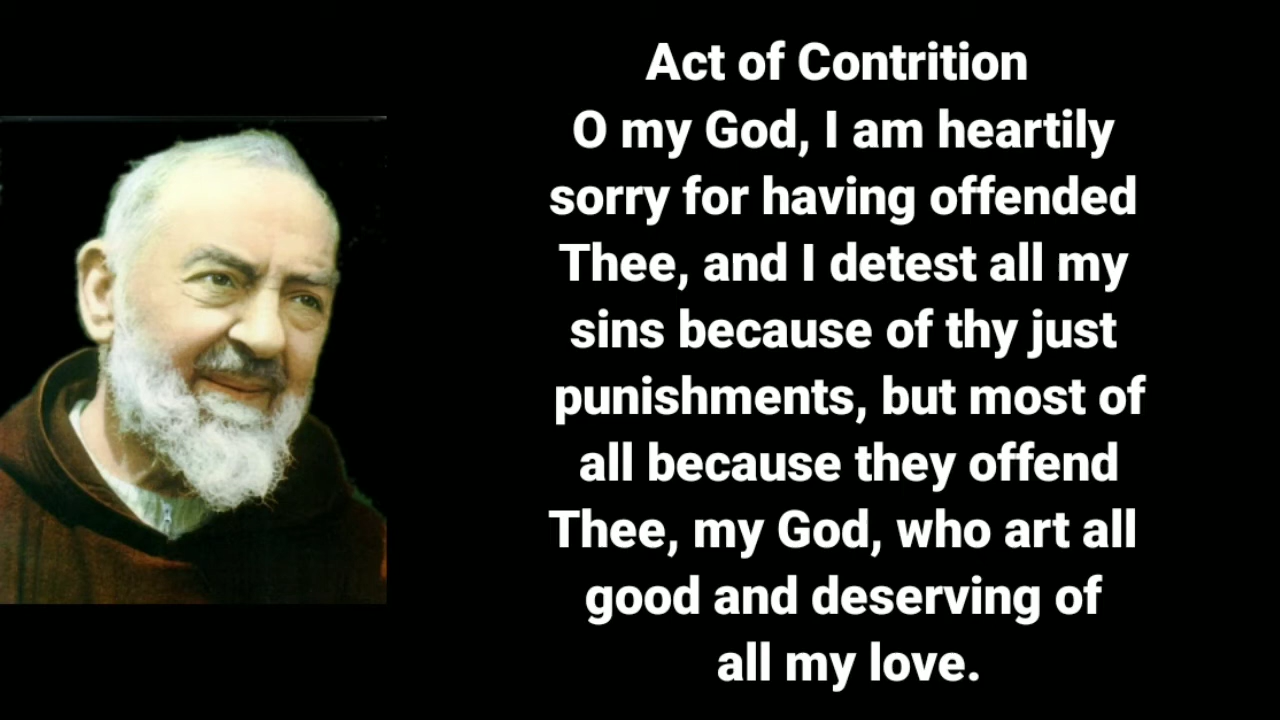 Act of Contrition
O my God, I am heartily
sorry for having offended
Thee, and I detest all my
sins because of thy just
punishments, but most of
all because they offend
Thee, my God, who art all
good and deserving of
all my love.